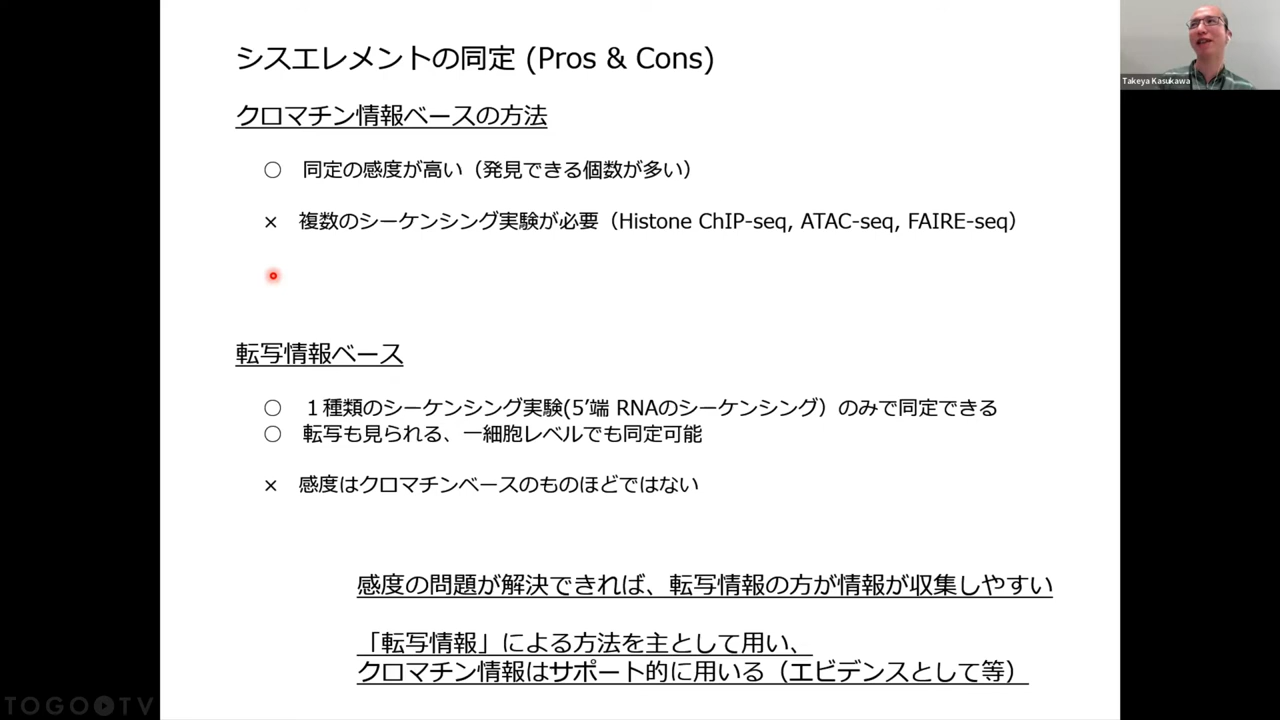 シスエレメントの同定 (Pros & Cons)
クロマチン情報ベースの方法
○ 同定の感度が高い（発見できる個数が多い）
× 複数のシーケンシング実験が必要（Histone ChIP-seq, ATAC-seq, FAIRE-seq）
転写情報ベース
○ １種類のシーケンシング実験(5’端 RNAのシーケンシング）のみで同定できる
○ 転写も見られる、一細胞レベルでも同定可能
× 感度はクロマチンベースのものほどではない
感度の問題が解決できれば、転写情報の方が情報が収集しやすい
「転写情報」による方法を主として用い、
クロマチン情報はサポート的に用いる（エビデンスとして等）
Takeya Kasukawa
TOGOTV